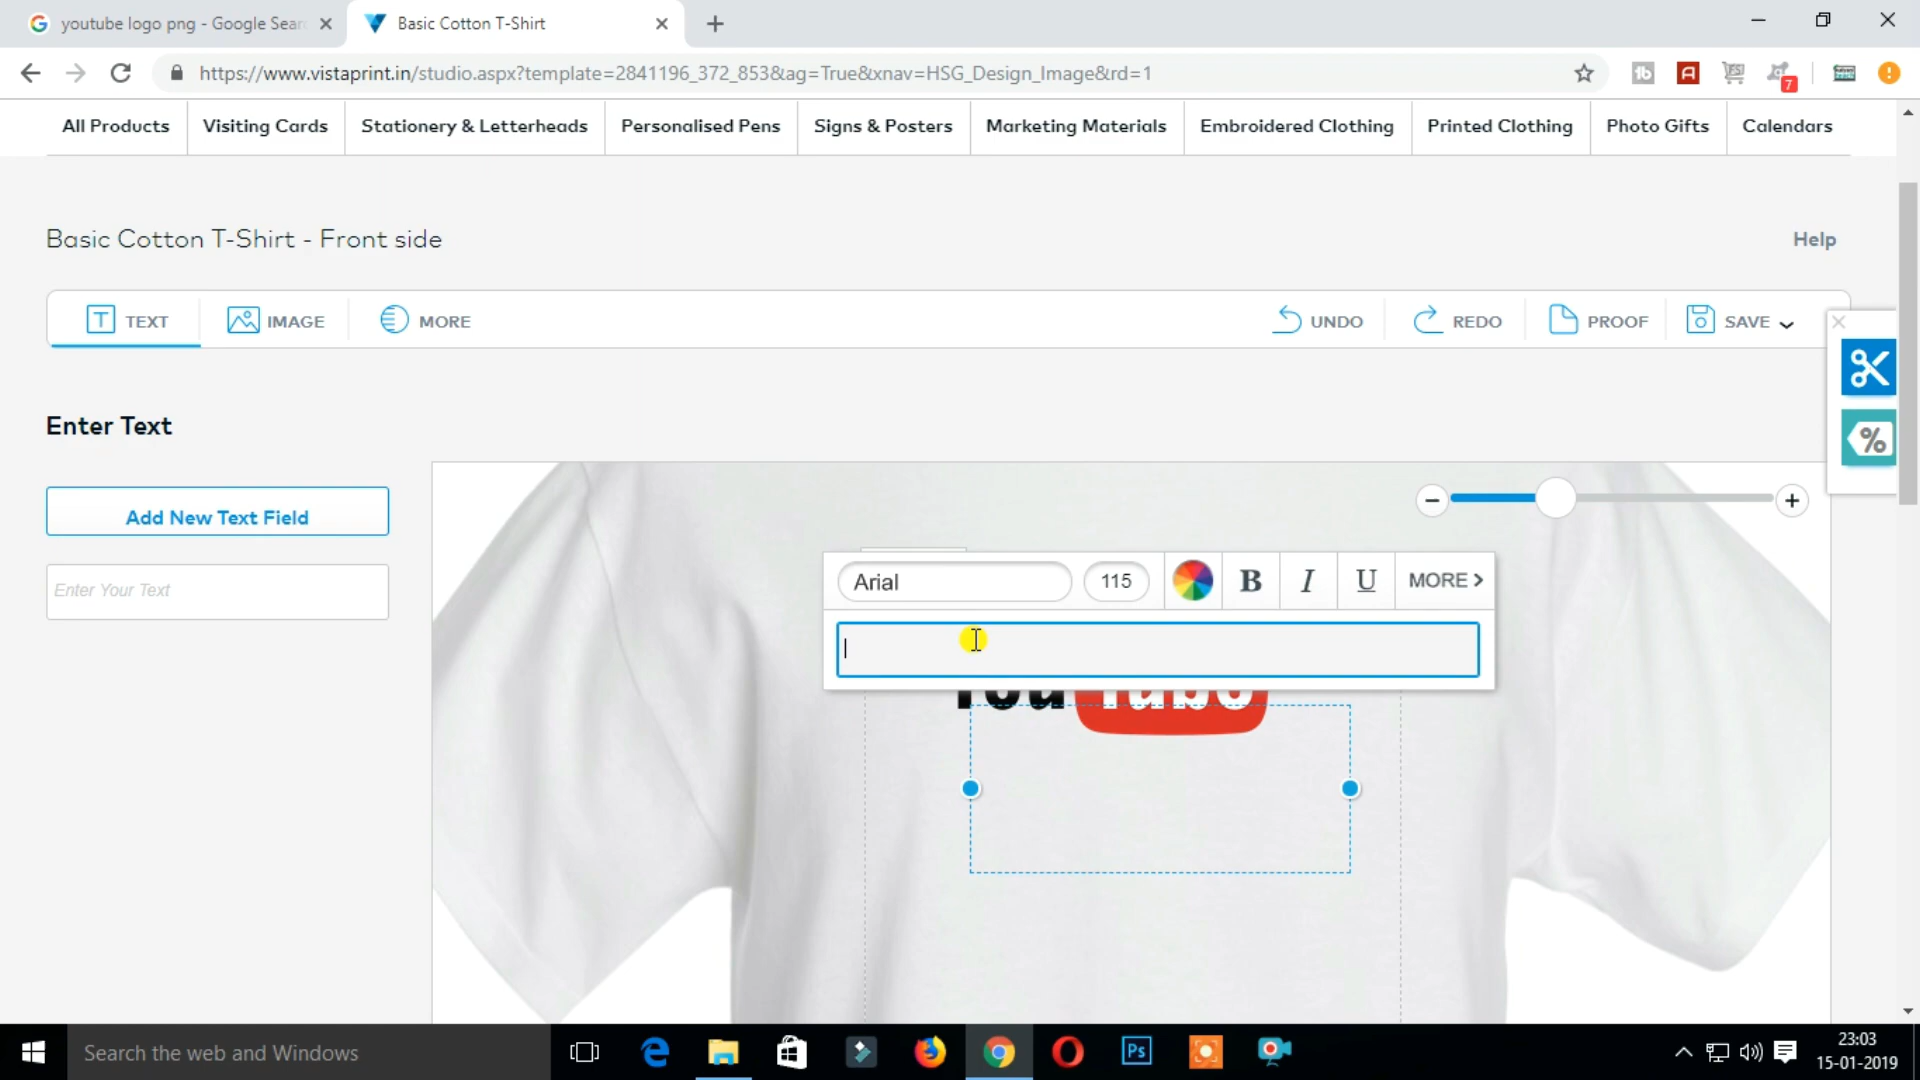 youtube logo png - Google Sear
Basic Cotton T-Shirt
https://www.vistaprint.in/studio.aspx?template=2841196_372_853&ag=True&xnav=HSG_Design_Image&rd=1
7
All Products
Visiting Cards
Stationery & Letterheads
Personalised Pens
Signs & Posters
Marketing Materials
Embroidered Clothing
Printed Clothing
Photo Gifts
Calendars
Basic Cotton T-Shirt - Front side
Help
TEXT
IMAGE
MORE
UNDO
REDO
PROOF
SAVE
Enter Text
Add New Text Field
Enter Your Text
Arial
115
B
I
U
MORE
You Tube
Search the web and Windows
Ps
23:03
15-01-2019